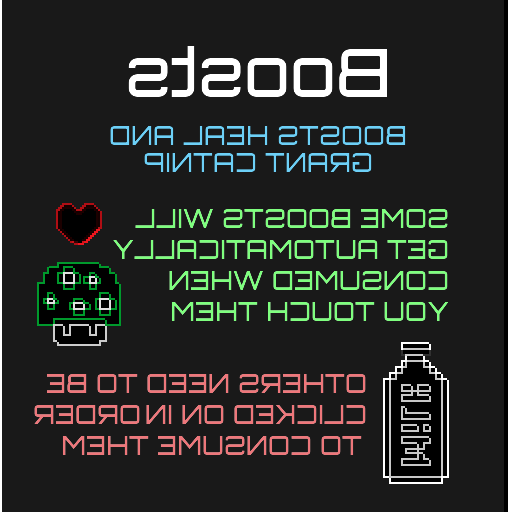 Boosts
BOOSTS HEAL AND
GRANT CATNIP
SOME BOOSTS WILL
GET AUTOMATICALLY
CONSUMED WHEN
YOU TOUCH THEM
OTHERS NEED TO BE
CLICKED ON IN ORDER
TO CONSUME THEM
MILK